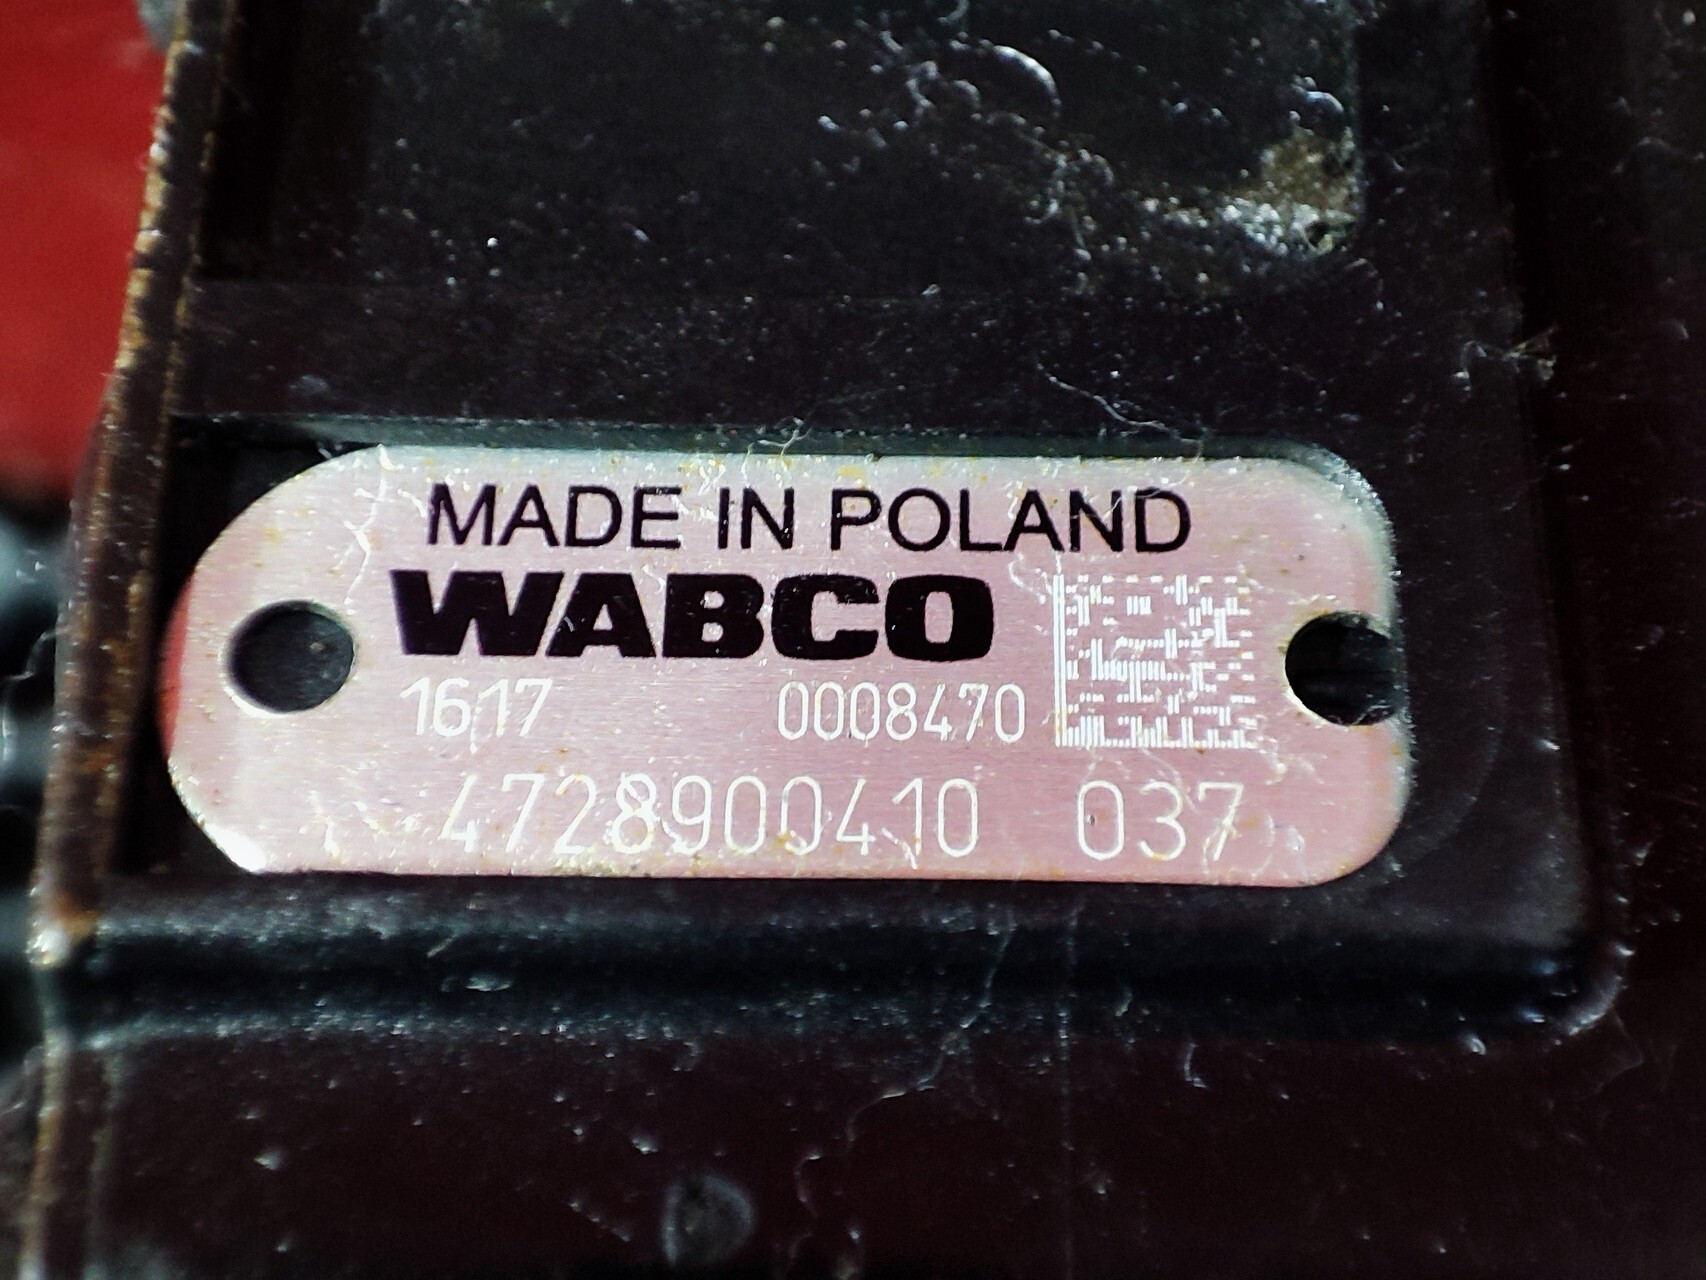 MADE IN POLAND
WABCO
1617 0008470
4728900410 037